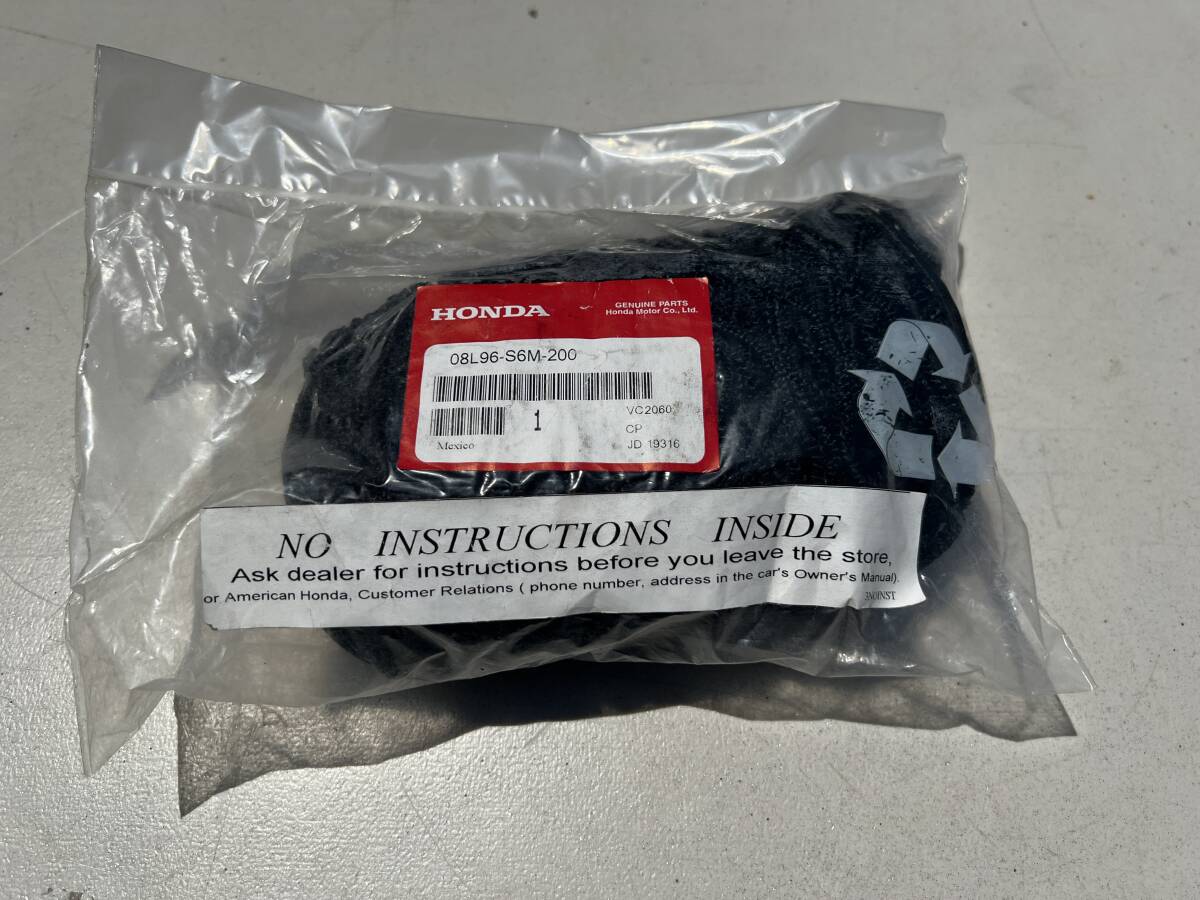 HONDA
GENUINE PARTS
Honda Motor Co., Ltd.
08L96-S6M-200
1
VC2060
CP
Mexico
JD 19316
NO INSTRUCTIONS INSIDE
Ask dealer for instructions before you leave the store,
or American Honda, Customer Relations ( phone number, address in the car's Owner's Manual).
3NOINST